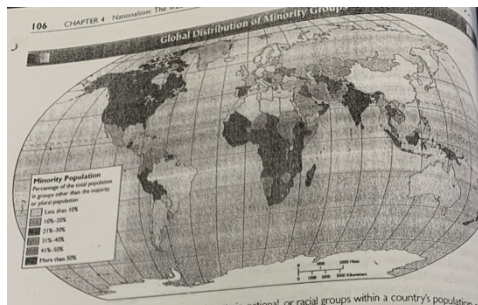 106 CHAPTER 4 Nationalism: The
Global Distribution of Minority Groups
Minority Population
Percentage of the total population
in groups other than the majority
or plural population
Less than 10%
10%–20%
21%–30%
31%–40%
41%–50%
More than 50%
national, or racial groups within a country's population